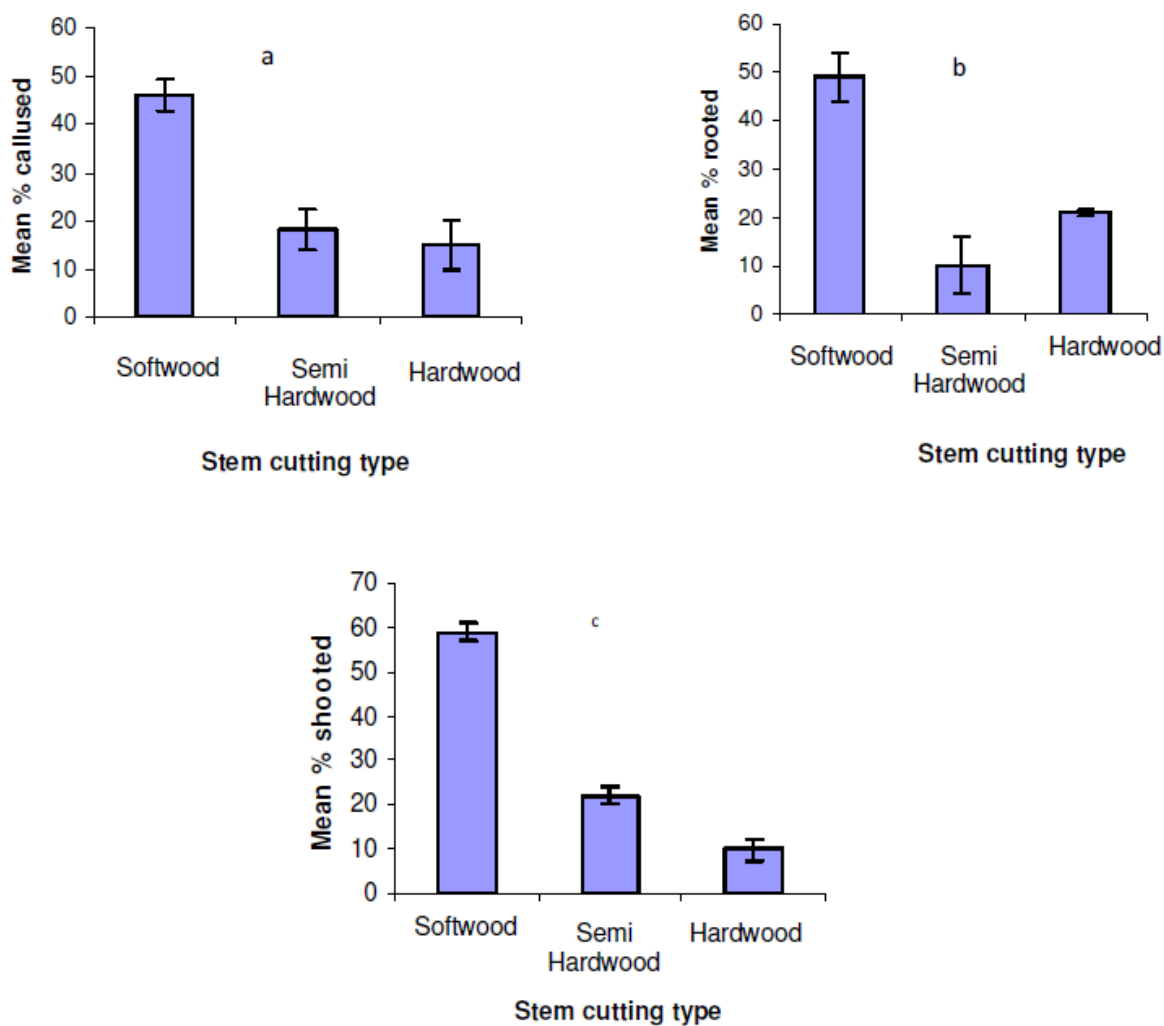 a
Mean % callused
60
50
40
30
20
10
0
Softwood
Semi
Hardwood
Hardwood
Stem cutting type
b
Mean % rooted
60
50
40
30
20
10
0
Softwood
Semi
Hardwood
Hardwood
Stem cutting type
c
Mean % shooted
70
60
50
40
30
20
10
0
Softwood
Semi
Hardwood
Hardwood
Stem cutting type